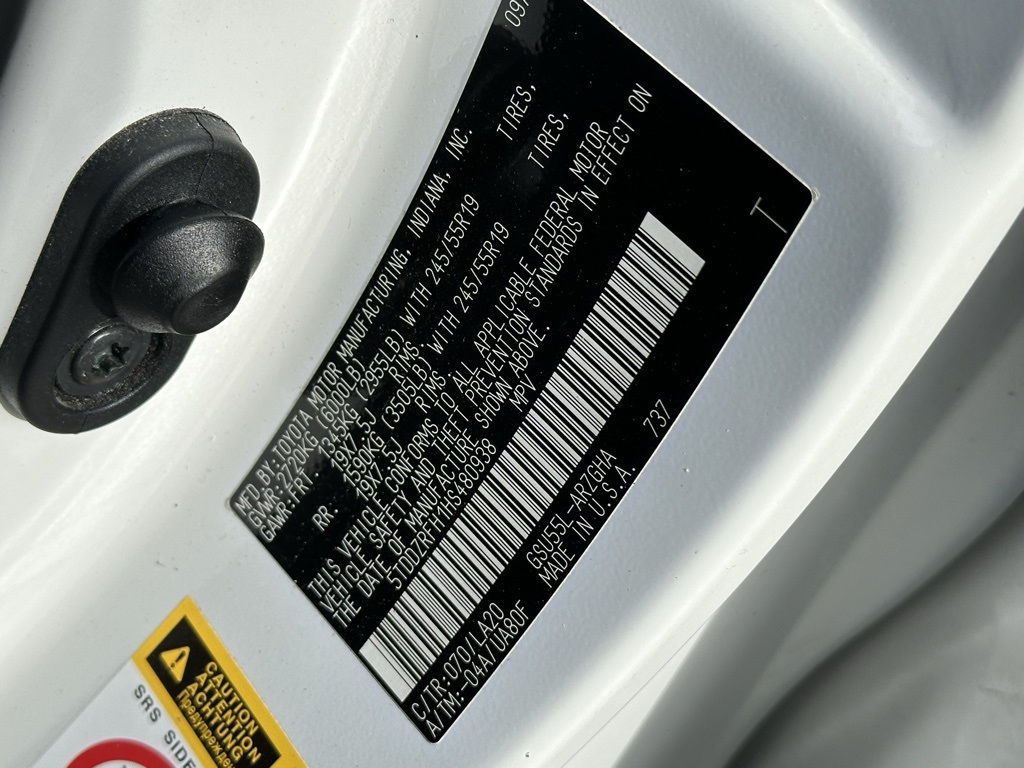 MFD.BY: TOYOTA MOTOR MANUFACTURING, INDIANA, INC. 09/
GVWR: 2720KG (6000LB)
GAWR: FRT. 1340KG (2955LB) WITH 245/55R19 TIRES,
19X7.5J RIMS
RR. 1590KG (3505LB) WITH 245/55R19 TIRES,
19X7.5J RIMS
THIS VEHICLE CONFORMS TO ALL APPLICABLE FEDERAL MOTOR
VEHICLE SAFETY AND THEFT PREVENTION STANDARDS IN EFFECT ON
THE DATE OF MANUFACTURE SHOWN ABOVE.
MPV
C/TR: 070/LA20 GSU55L-ARZGHA 737
A/TM: -04A/UA80F MADE IN U.S.A.
T
CAUTION
ATTENTION
ACHTUNG
SRS SIDE